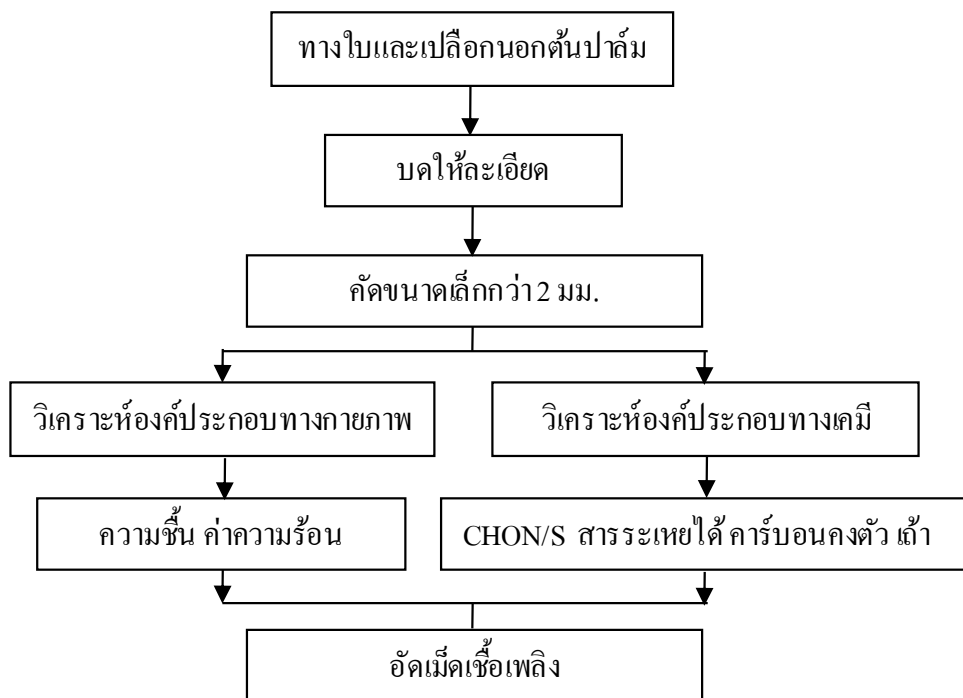 ทางใบและเปลือกนอกต้นปาล์ม
บดให้ละเอียด
คัดขนาดเล็กกว่า 2 มม.
วิเคราะห์องค์ประกอบทางกายภาพ
วิเคราะห์องค์ประกอบทางเคมี
ความชื้น ค่าความร้อน
CHON/S สารระเหยได้ คาร์บอนคงตัว เถ้า
อัดเม็ดเชื้อเพลิง